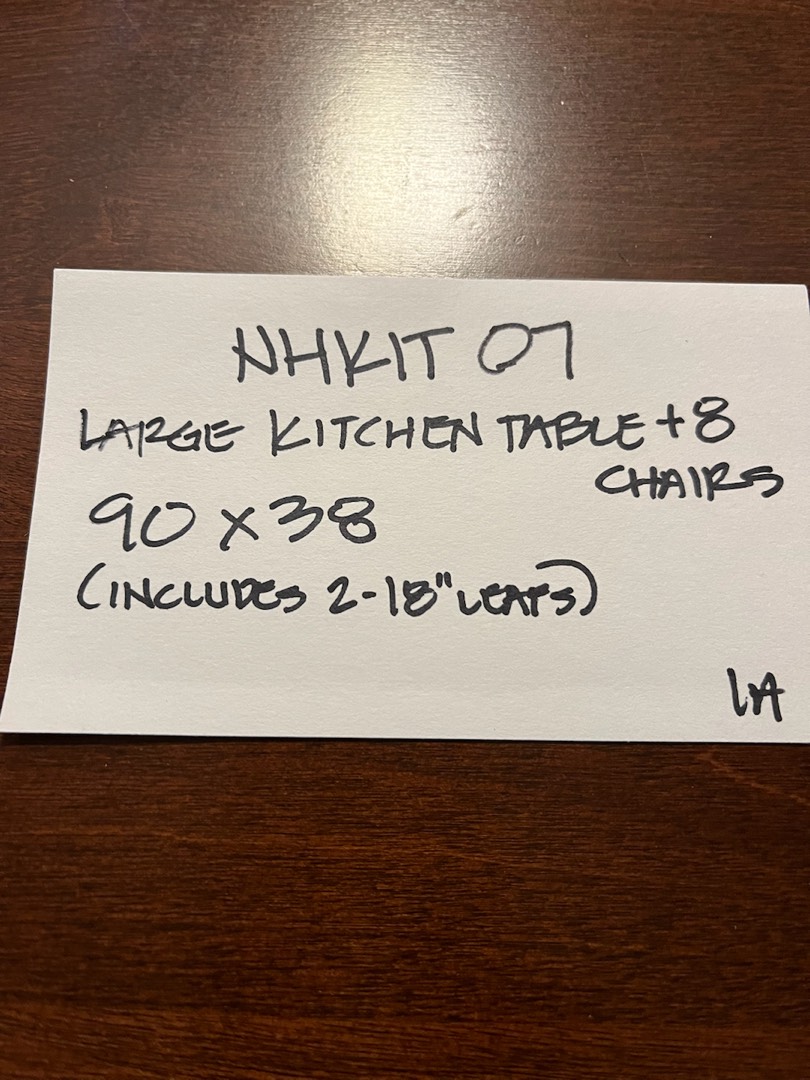 NHKIT 07
LARGE KITCHEN TABLE + 8
CHAIRS
90 x 38
(INCLUDES 2-18" LEAFS)
LA